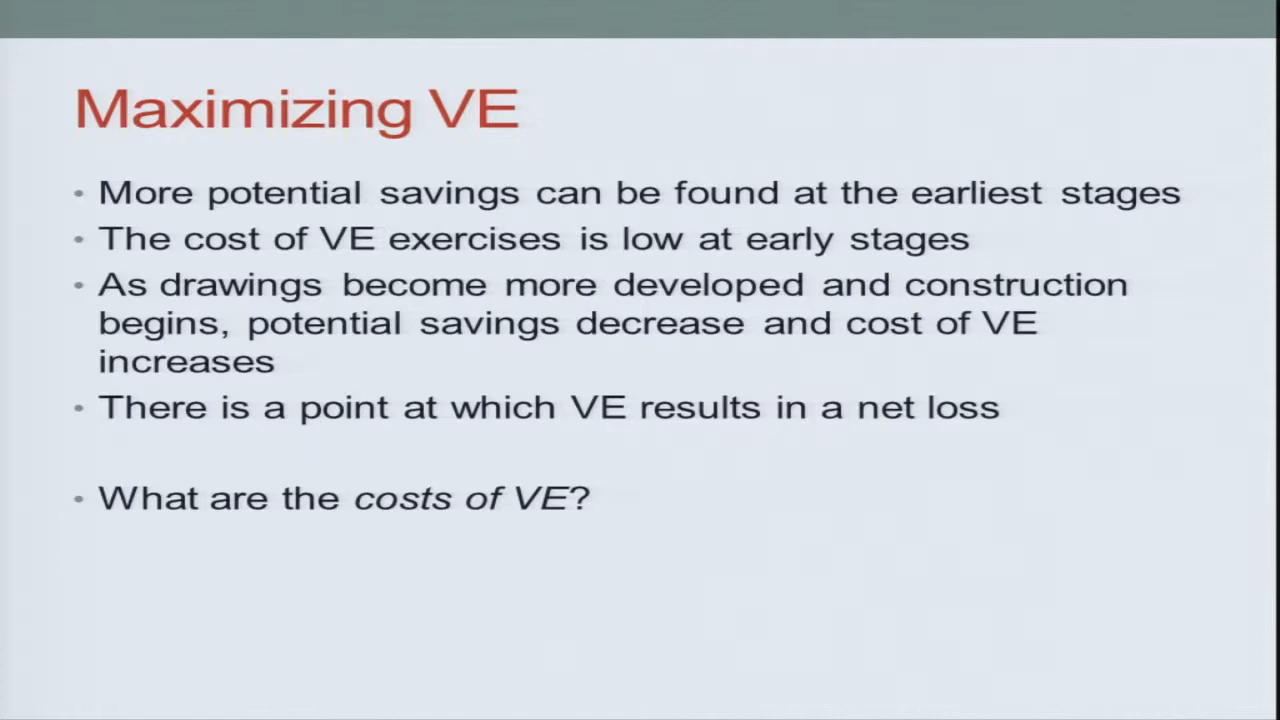 Maximizing VE
• More potential savings can be found at the earliest stages
• The cost of VE exercises is low at early stages
• As drawings become more developed and construction
begins, potential savings decrease and cost of VE
increases
• There is a point at which VE results in a net loss
• What are the costs of VE?